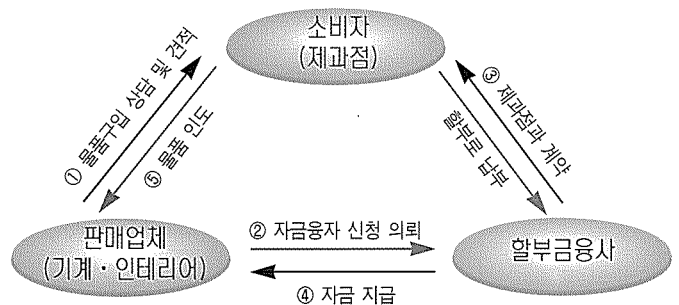 소비자
(제과점)
① 물품구입 상담 및 견적
⑤ 물품 인도
③ 제과점과 계약
할부로 납부
판매업체
(기계・인테리어)
② 자금융자 신청 의뢰
④ 자금 지급
할부금융사